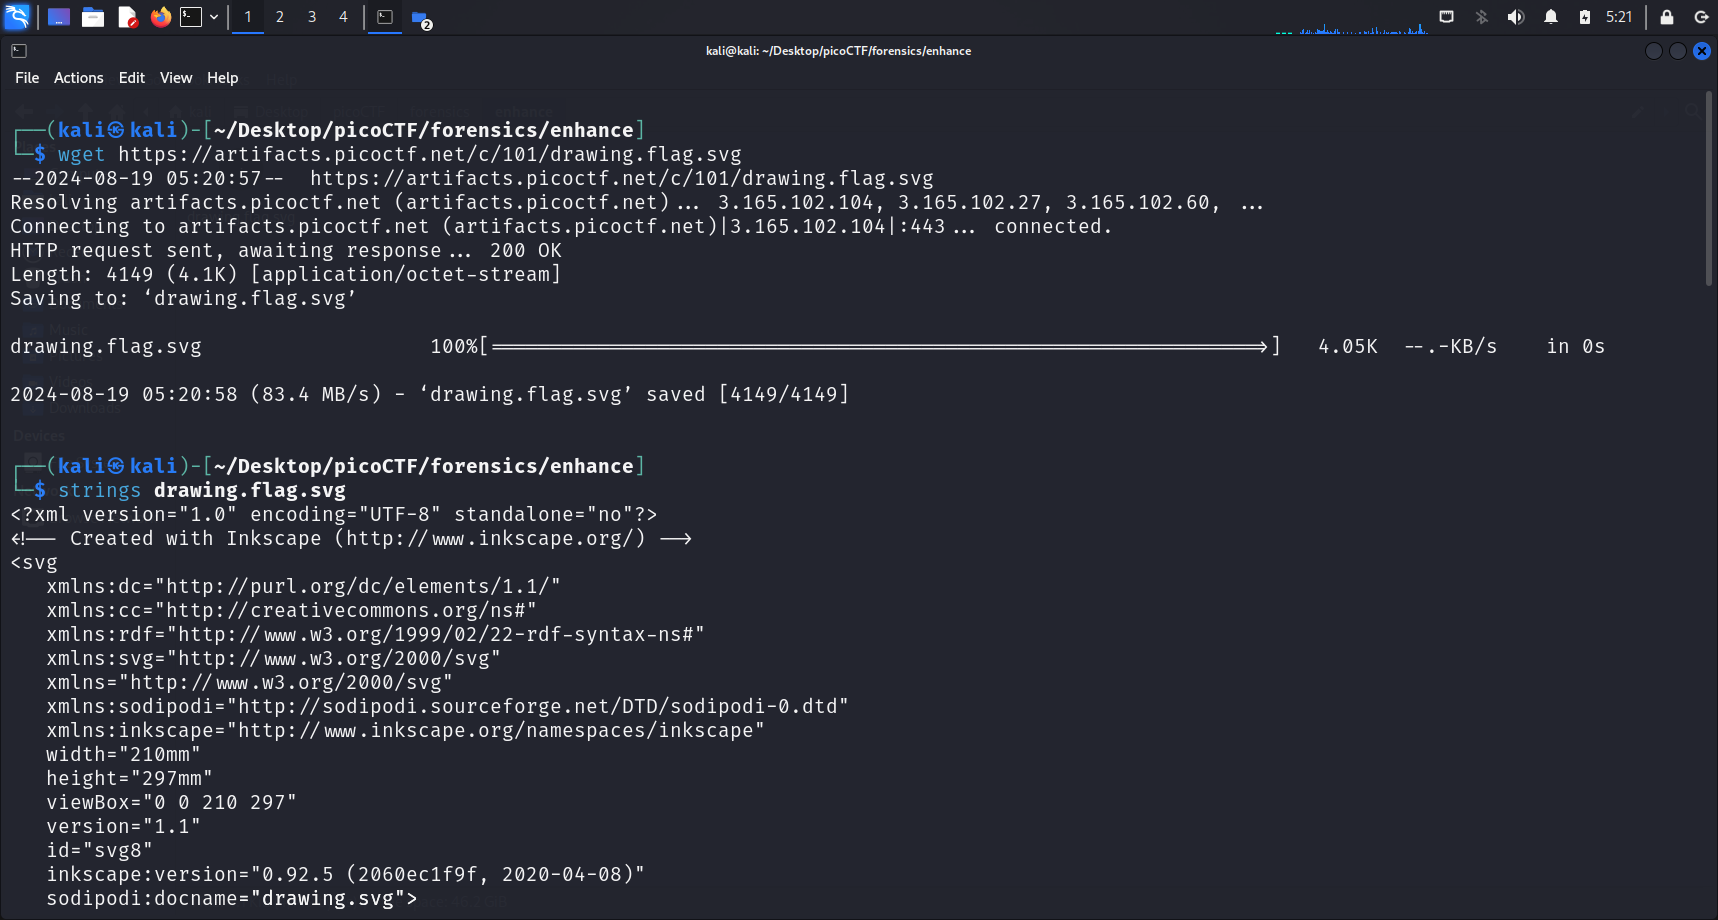 1 2 3 4 2 5:21
kali@kali: ~/Desktop/picoCTF/forensics/enhance
File Actions Edit View Help
┌──(kali㉿kali)-[~/Desktop/picoCTF/forensics/enhance]
└─$ wget https://artifacts.picoctf.net/c/101/drawing.flag.svg
--2024-08-19 05:20:57-- https://artifacts.picoctf.net/c/101/drawing.flag.svg
Resolving artifacts.picoctf.net (artifacts.picoctf.net)... 3.165.102.104, 3.165.102.27, 3.165.102.60, ...
Connecting to artifacts.picoctf.net (artifacts.picoctf.net)|3.165.102.104|:443... connected.
HTTP request sent, awaiting response... 200 OK
Length: 4149 (4.1K) [application/octet-stream]
Saving to: ‘drawing.flag.svg’
Music
drawing.flag.svg 100%[=================================================================>] 4.05K --.-KB/s in 0s
2024-08-19 05:20:58 (83.4 MB/s) - ‘drawing.flag.svg’ saved [4149/4149]
Downloads
Devices
┌──(kali㉿kali)-[~/Desktop/picoCTF/forensics/enhance]
└─$ strings drawing.flag.svg
<?xml version="1.0" encoding="UTF-8" standalone="no"?>
<!-- Created with Inkscape (http://www.inkscape.org/) -->
<svg
xmlns:dc="http://purl.org/dc/elements/1.1/"
xmlns:cc="http://creativecommons.org/ns#"
xmlns:rdf="http://www.w3.org/1999/02/22-rdf-syntax-ns#"
xmlns:svg="http://www.w3.org/2000/svg"
xmlns="http://www.w3.org/2000/svg"
xmlns:sodipodi="http://sodipodi.sourceforge.net/DTD/sodipodi-0.dtd"
xmlns:inkscape="http://www.inkscape.org/namespaces/inkscape"
width="210mm"
height="297mm"
viewBox="0 0 210 297"
version="1.1"
id="svg8"
inkscape:version="0.92.5 (2060ec1f9f, 2020-04-08)"
sodipodi:docname="drawing.svg">